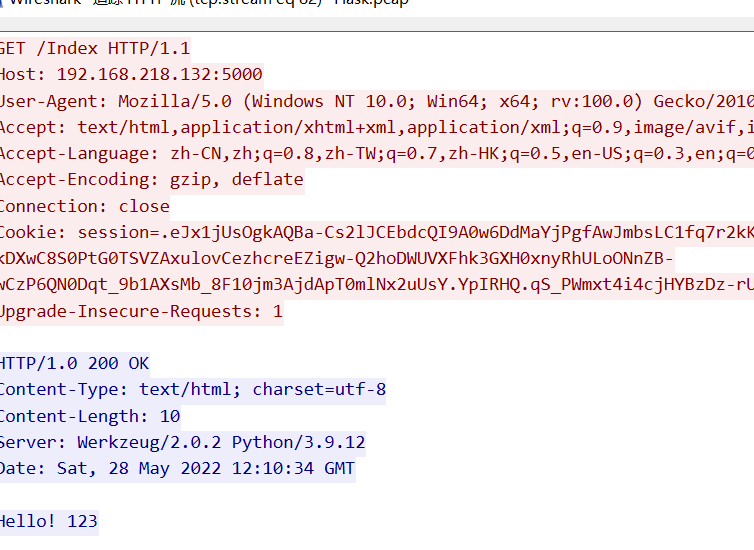 Wireshark · 追踪 HTTP 流 (tcp.stream eq 62) · Flask.pcap
GET /Index HTTP/1.1
Host: 192.168.218.132:5000
User-Agent: Mozilla/5.0 (Windows NT 10.0; Win64; x64; rv:100.0) Gecko/2010
Accept: text/html,application/xhtml+xml,application/xml;q=0.9,image/avif,i
Accept-Language: zh-CN,zh;q=0.8,zh-TW;q=0.7,zh-HK;q=0.5,en-US;q=0.3,en;q=0
Accept-Encoding: gzip, deflate
Connection: close
Cookie: session=.eJx1jUsOgkAQBa-Cs2lJCEbdcQI9A0w6DdMaYjPgfAwJmbsLC1fq7r2kK
kDXwC8S0PtG0TSVZAxulovCezhcreEZigw-Q2hoDWUVXFhk3GXH0xnyRhULoONnZB-
wCzP6QN0Dqt_9b1AXsMb_8F10jm3AjdApT0mlNx2uUsY.YpIRHQ.qS_PWmxt4i4cjHYBzDz-rU
Upgrade-Insecure-Requests: 1
HTTP/1.0 200 OK
Content-Type: text/html; charset=utf-8
Content-Length: 10
Server: Werkzeug/2.0.2 Python/3.9.12
Date: Sat, 28 May 2022 12:10:34 GMT
Hello! 123